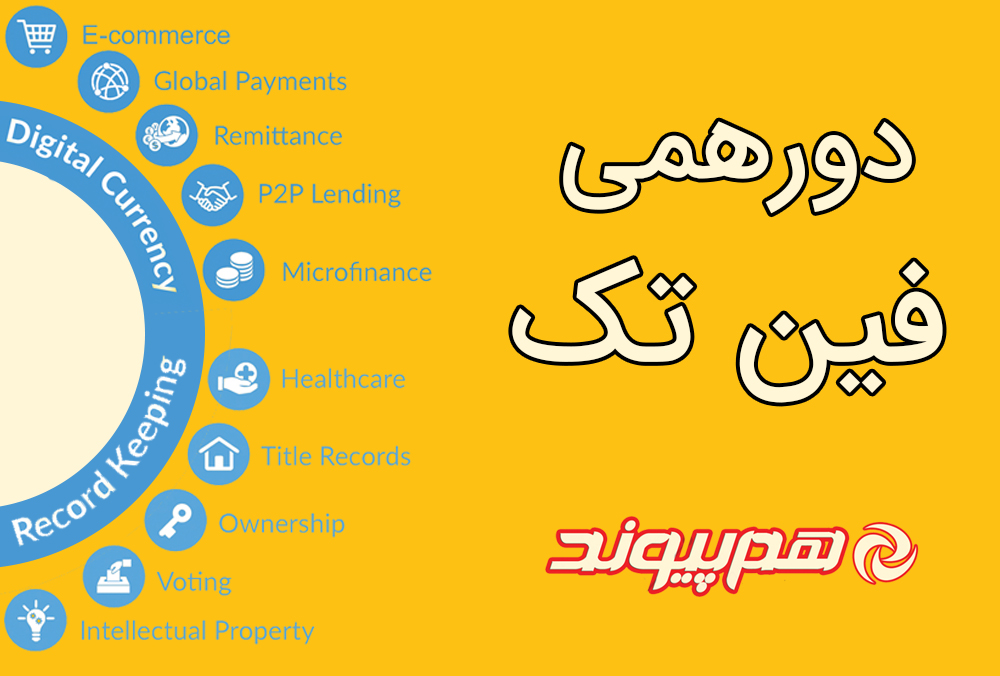 E-commerce
Global Payments
Remittance
P2P Lending
Microfinance
Digital Currency
Healthcare
Title Records
Ownership
Voting
Intellectual Property
Record Keeping
دورهمی
فین تک
هم‌پیوند